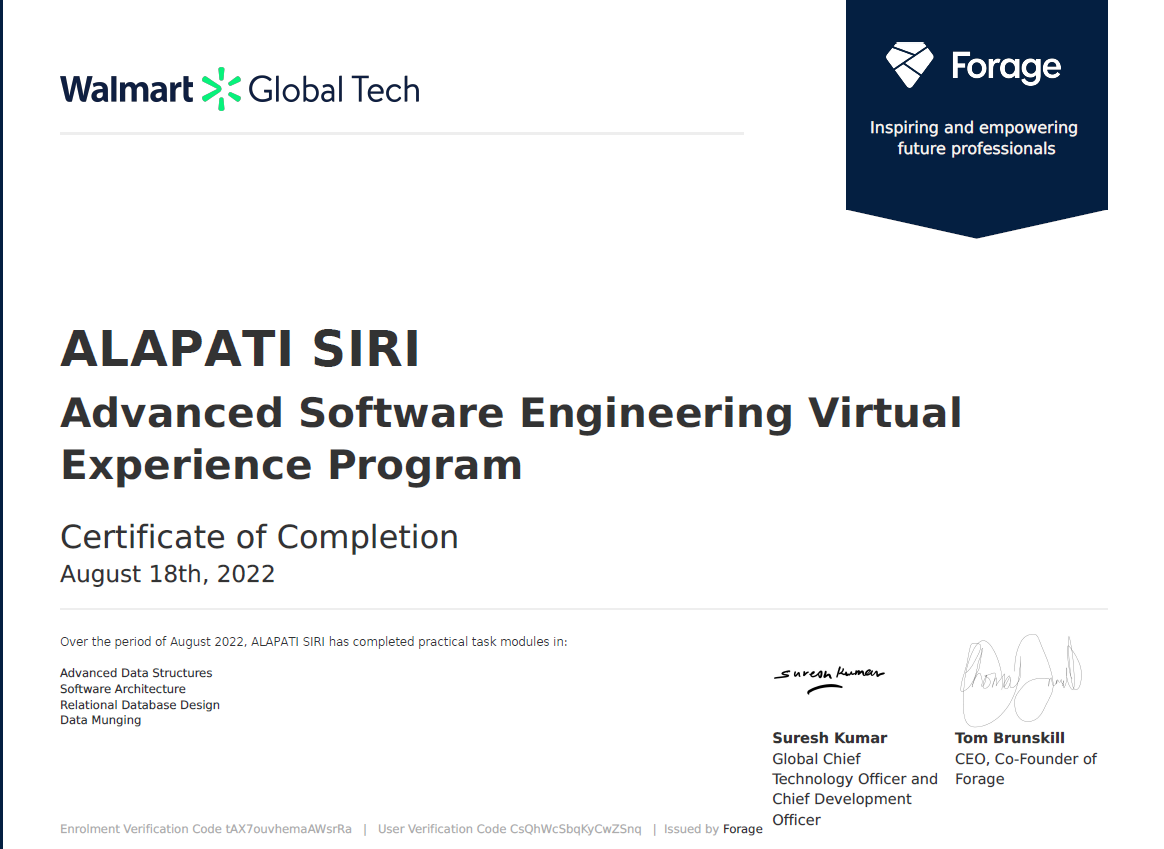 Walmart Global Tech
Forage
Inspiring and empowering
future professionals
ALAPATI SIRI
Advanced Software Engineering Virtual
Experience Program
Certificate of Completion
August 18th, 2022
Over the period of August 2022, ALAPATI SIRI has completed practical task modules in:
Advanced Data Structures
Software Architecture
Relational Database Design
Data Munging
suresh kumar
Suresh Kumar
Global Chief
Technology Officer and
Chief Development
Officer
Tom Brunskill
CEO, Co-Founder of
Forage
Enrolment Verification Code tAX7ouvhemaAWsrRa | User Verification Code CsQhWcSbqKyCwZSnq | Issued by Forage